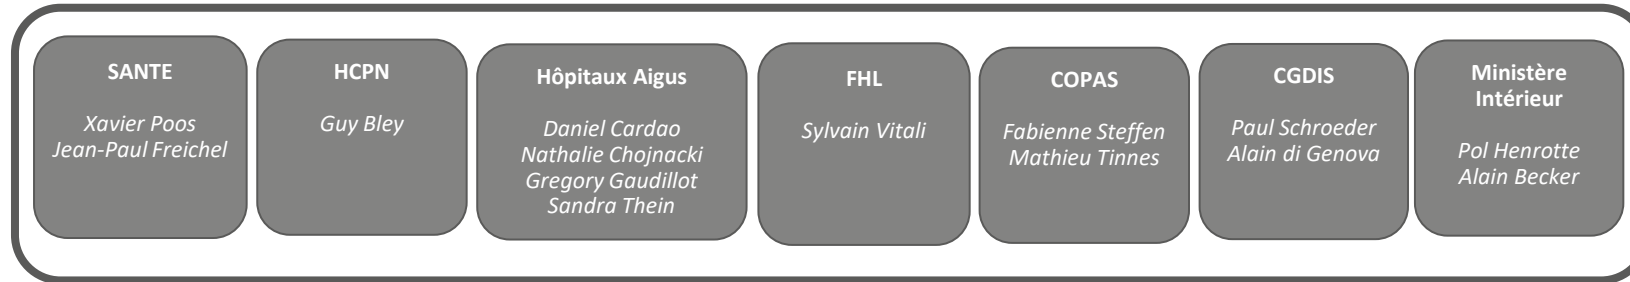 SANTE
Xavier Poos
Jean-Paul Freichel
HCPN
Guy Bley
Hôpitaux Aigus
Daniel Cardao
Nathalie Chojnacki
Gregory Gaudillot
Sandra Thein
FHL
Sylvain Vitali
COPAS
Fabienne Steffen
Mathieu Tinnes
CGDIS
Paul Schroeder
Alain di Genova
Ministère
Intérieur
Pol Henrotte
Alain Becker